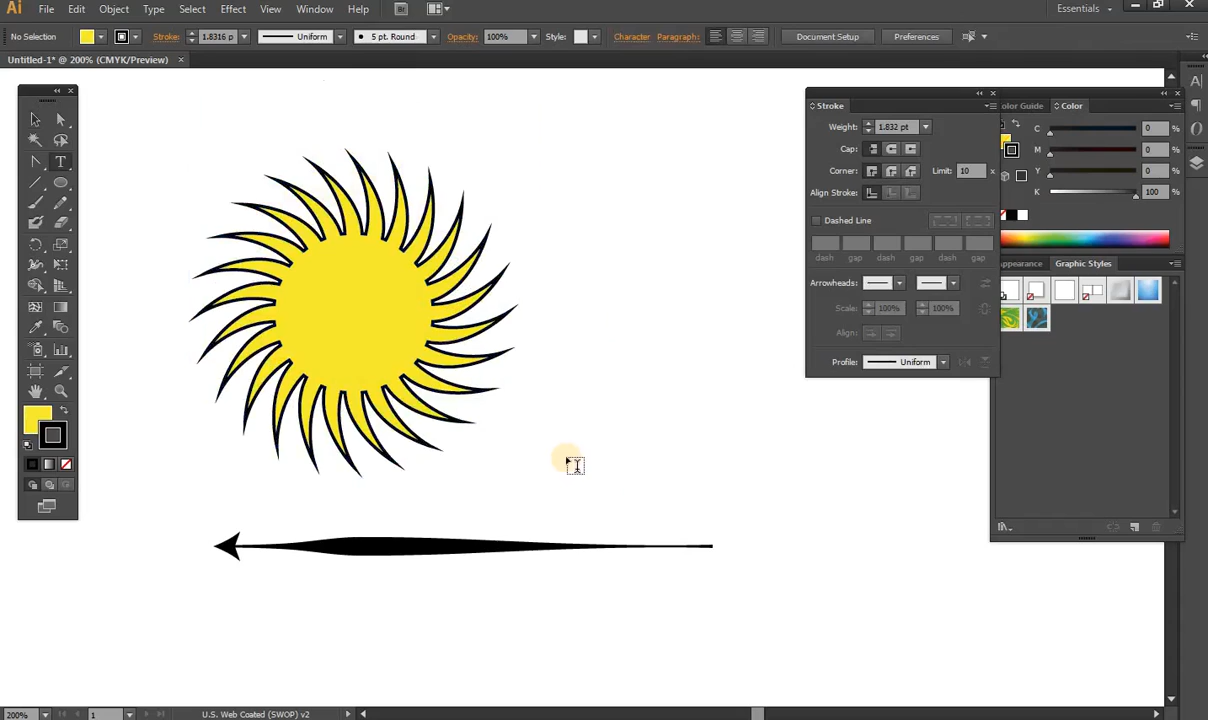 Ai File Edit Object Type Select Effect View Window Help Br Essentials
No Selection Stroke: 1.8316 p Uniform 5 pt. Round Opacity: 100% Style: Character Paragraph: Document Setup Preferences
Untitled-1* @ 200% (CMYK/Preview) ×
Stroke
Weight: 1.832 pt
Cap:
Corner: Limit: 10 x
Align Stroke:
Dashed Line
dash gap dash gap dash gap
Arrowheads:
Scale: 100% 100%
Align:
Profile: Uniform
olor Guide Color
C 0 %
M 0 %
Y 0 %
K 100 %
Appearance Graphic Styles
T
A
200% 1 U.S. Web Coated (SWOP) v2